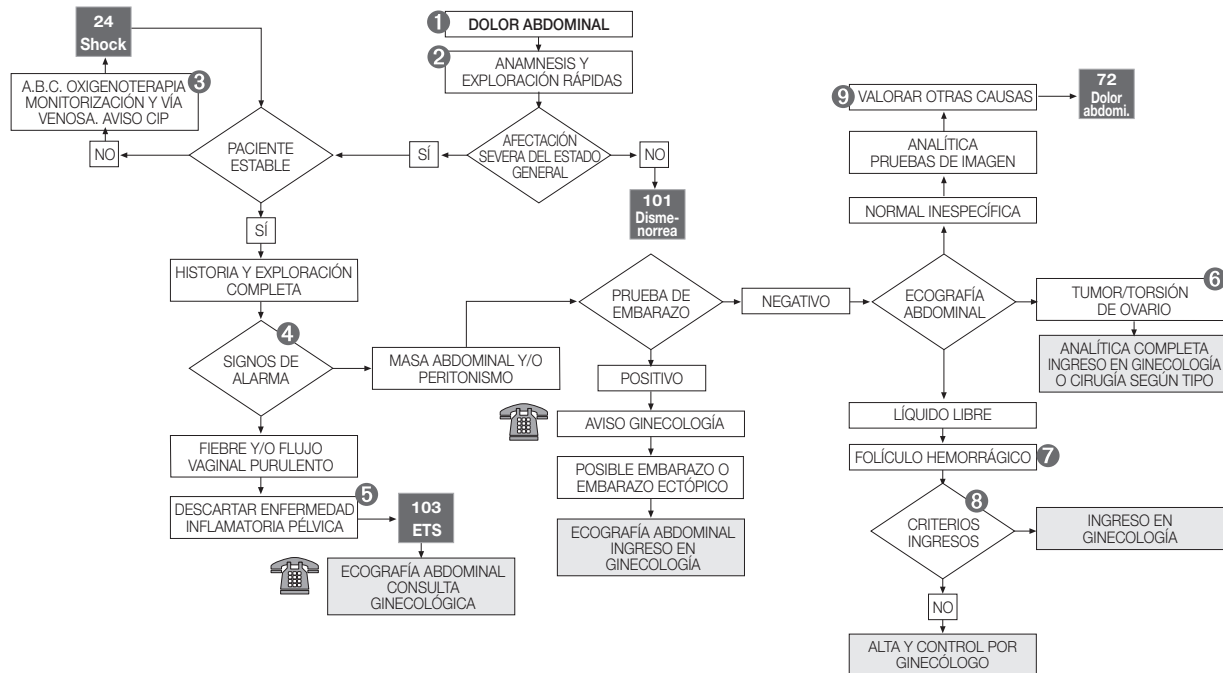 1
DOLOR ABDOMINAL
2
ANAMNESIS Y
EXPLORACIÓN RÁPIDAS
AFECTACIÓN
SEVERA DEL ESTADO
GENERAL
NO
101
Disme-
norrea
SÍ
PACIENTE
ESTABLE
NO
3
A.B.C. OXIGENOTERAPIA
MONITORIZACIÓN Y VÍA
VENOSA. AVISO CIP
24
Shock
SÍ
HISTORIA Y EXPLORACIÓN
COMPLETA
4
SIGNOS DE
ALARMA
FIEBRE Y/O FLUJO
VAGINAL PURULENTO
5
DESCARTAR ENFERMEDAD
INFLAMATORIA PÉLVICA
103
ETS
ECOGRAFÍA ABDOMINAL
CONSULTA
GINECOLÓGICA
MASA ABDOMINAL Y/O
PERITONISMO
PRUEBA DE
EMBARAZO
POSITIVO
AVISO GINECOLOGÍA
POSIBLE EMBARAZO O
EMBARAZO ECTÓPICO
ECOGRAFÍA ABDOMINAL
INGRESO EN
GINECOLOGÍA
NEGATIVO
ECOGRAFÍA
ABDOMINAL
NORMAL INESPECÍFICA
ANALÍTICA
PRUEBAS DE IMAGEN
9
VALORAR OTRAS CAUSAS
72
Dolor
abdomi.
6
TUMOR/TORSIÓN
DE OVARIO
ANALÍTICA COMPLETA
INGRESO EN GINECOLOGÍA
O CIRUGÍA SEGÚN TIPO
LÍQUIDO LIBRE
FOLÍCULO HEMORRÁGICO
7
8
CRITERIOS
INGRESOS
INGRESO EN
GINECOLOGÍA
NO
ALTA Y CONTROL POR
GINECÓLOGO